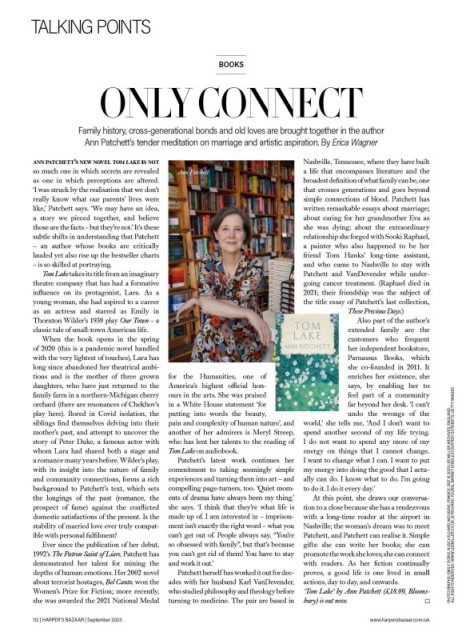 TALKING POINTS
BOOKS
ONLY CONNECT
Family history, cross-generational bonds and old loves are brought together in the author
Ann Patchett's tender meditation on marriage and artistic aspiration. By Erica Wagner
ANN PATCHETT'S NEW NOVEL TOM LAKE IS NOT
so much one in which secrets are revealed
as one in which perceptions are altered.
'I was struck by the realisation that we don't
really know what our parents' lives were
like,' Patchett says. 'We may have an idea,
a story we pieced together, and believe
those are the facts – but they're not.' It's these
subtle shifts in understanding that Patchett
– an author whose books are critically
lauded yet also rise up the bestseller charts
– is so skilled at portraying.
Tom Lake takes its title from an imaginary
theatre company that has had a formative
influence on its protagonist, Lara. As a
young woman, she had aspired to a career
as an actress and starred as Emily in
Thornton Wilder's 1938 play Our Town – a
classic tale of small-town American life.
When the book opens in the spring
of 2020 (this is a pandemic novel handled
with the very lightest of touches), Lara has
long since abandoned her theatrical ambi-
tions and is the mother of three grown
daughters, who have just returned to the
family farm in a northern-Michigan cherry
orchard (there are resonances of Chekhov's
play here). Bored in Covid isolation, the
siblings find themselves delving into their
mother's past, and attempt to uncover the
story of Peter Duke, a famous actor with
whom Lara had shared both a stage and
a romance many years before. Wilder's play,
with its insight into the nature of family
and community connections, forms a rich
background to Patchett's text, which sets
the longings of the past (romance, the
prospect of fame) against the conflicted
domestic satisfactions of the present. Is the
stability of married love ever truly compat-
ible with personal fulfilment?
Ever since the publication of her debut,
1992's The Patron Saint of Liars, Patchett has
demonstrated her talent for mining the
depths of human emotions. Her 2002 novel
about terrorist hostages, Bel Canto, won the
Women's Prize for Fiction; more recently,
she was awarded the 2021 National Medal
Ann Patchett
for the Humanities, one of
America's highest official hon-
ours in the arts. She was praised
in a White House statement 'for
putting into words the beauty,
pain and complexity of human nature', and
another of her admirers is Meryl Streep,
who has lent her talents to the reading of
Tom Lake on audiobook.
Patchett's latest work continues her
commitment to taking seemingly simple
experiences and turning them into art – and
compelling page-turners, too. 'Quiet mom-
ents of drama have always been my thing,'
she says. 'I think that they're what life is
made up of. I am interested in – imprison-
ment isn't exactly the right word – what you
can't get out of. People always say, "You're
so obsessed with family", but that's because
you can't get rid of them! You have to stay
and work it out.'
Patchett herself has worked it out for dec-
ades with her husband Karl VanDevender,
who studied philosophy and theology before
turning to medicine. The pair are based in
TOM
LAKE
ANN PATCHETT
Nashville, Tennessee, where they have built
a life that encompasses literature and the
broadest definition of what family can be, one
that crosses generations and goes beyond
simple connections of blood. Patchett has
written remarkable essays about marriage;
about caring for her grandmother Eva as
she was dying; about the extraordinary
relationship she forged with Sooki Raphael,
a painter who also happened to be her
friend Tom Hanks' long-time assistant,
and who came to Nashville to stay with
Patchett and VanDevender while under-
going cancer treatment. (Raphael died in
2021; their friendship was the subject of
the title essay of Patchett's last collection,
These Precious Days.)
Also part of the author's
extended family are the
customers who frequent
her independent bookstore,
Parnassus Books, which
she co-founded in 2011. It
enriches her existence, she
says, by enabling her to
feel part of a community
far beyond her desk. 'I can't
undo the wrongs of the
world,' she tells me. 'And I don't want to
spend another second of my life trying.
I do not want to spend any more of my
energy on things that I cannot change.
I want to change what I can. I want to put
my energy into doing the good that I actu-
ally can do. I know what to do. I'm going
to do it. I do it every day.'
At this point, she draws our conversa-
tion to a close because she has a rendezvous
with a long-time reader at the airport in
Nashville; the woman's dream was to meet
Patchett, and Patchett can realise it. Simple
gifts: she can write her books; she can
promote the work she loves; she can connect
with readers. As her fiction continually
proves, a good life is one lived in small
actions, day to day, and onwards.
'Tom Lake' by Ann Patchett (£18.99, Blooms-
bury) is out now.
112 | HARPER'S BAZAAR | September 2023
www.harpersbazaar.com/uk